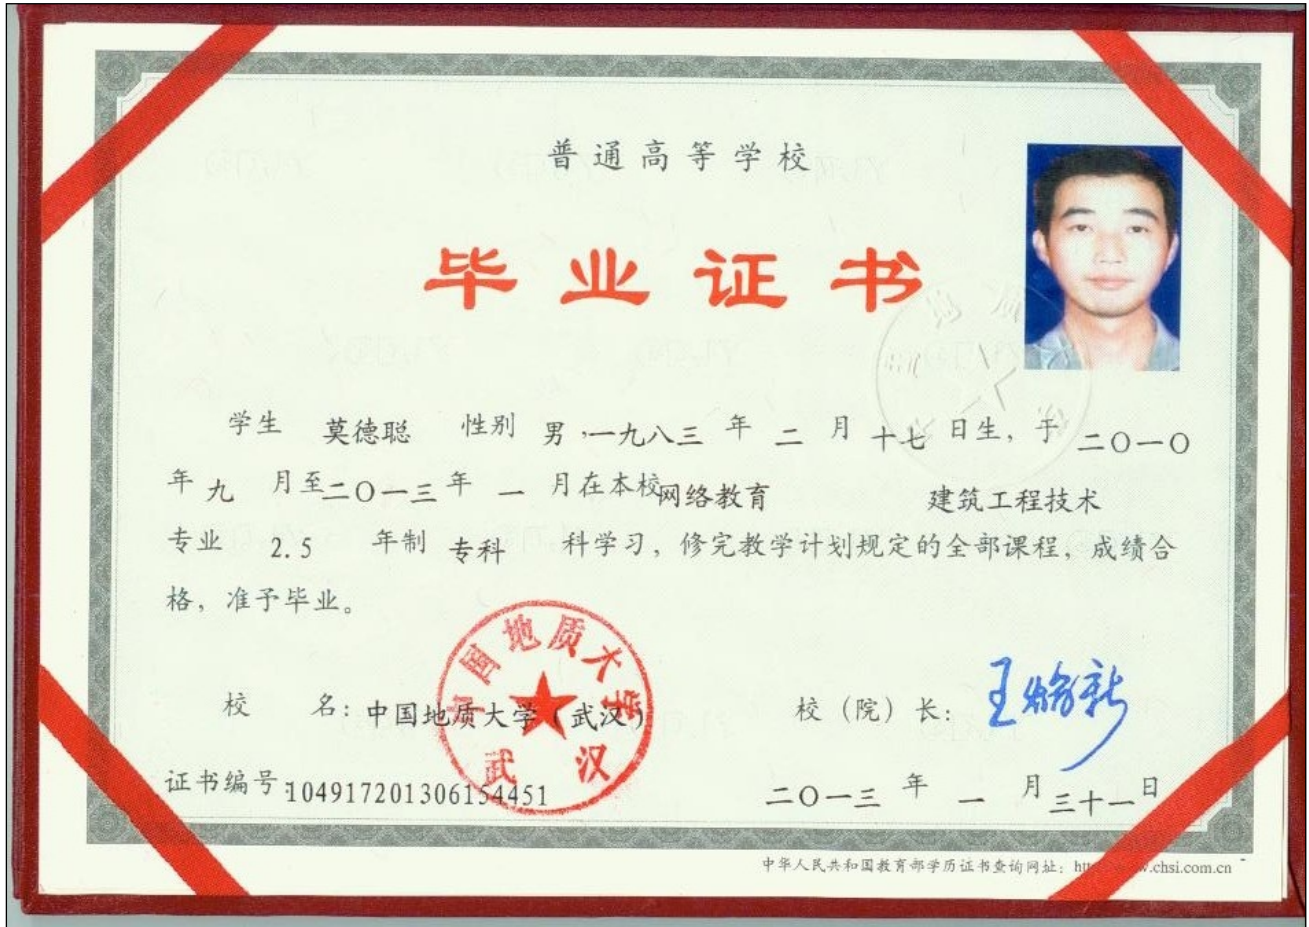 普通高等学校
毕业证书
学生 莫德聪 性别 男,一九八三 年 二 月 十七 日生,于 二〇一〇
年 九 月至二〇一三 年 一 月在本校网络教育 建筑工程技术
专业 2.5 年制 专科 科学习,修完教学计划规定的全部课程,成绩合
格,准予毕业。
校 名:中国地质大学(武汉) 校(院)长:
中国地质大学
武汉
证书编号:104917201306154451 二〇一三 年 一 月 三十一 日
中华人民共和国教育部学历证书查询网址:
.chsi.com.cn